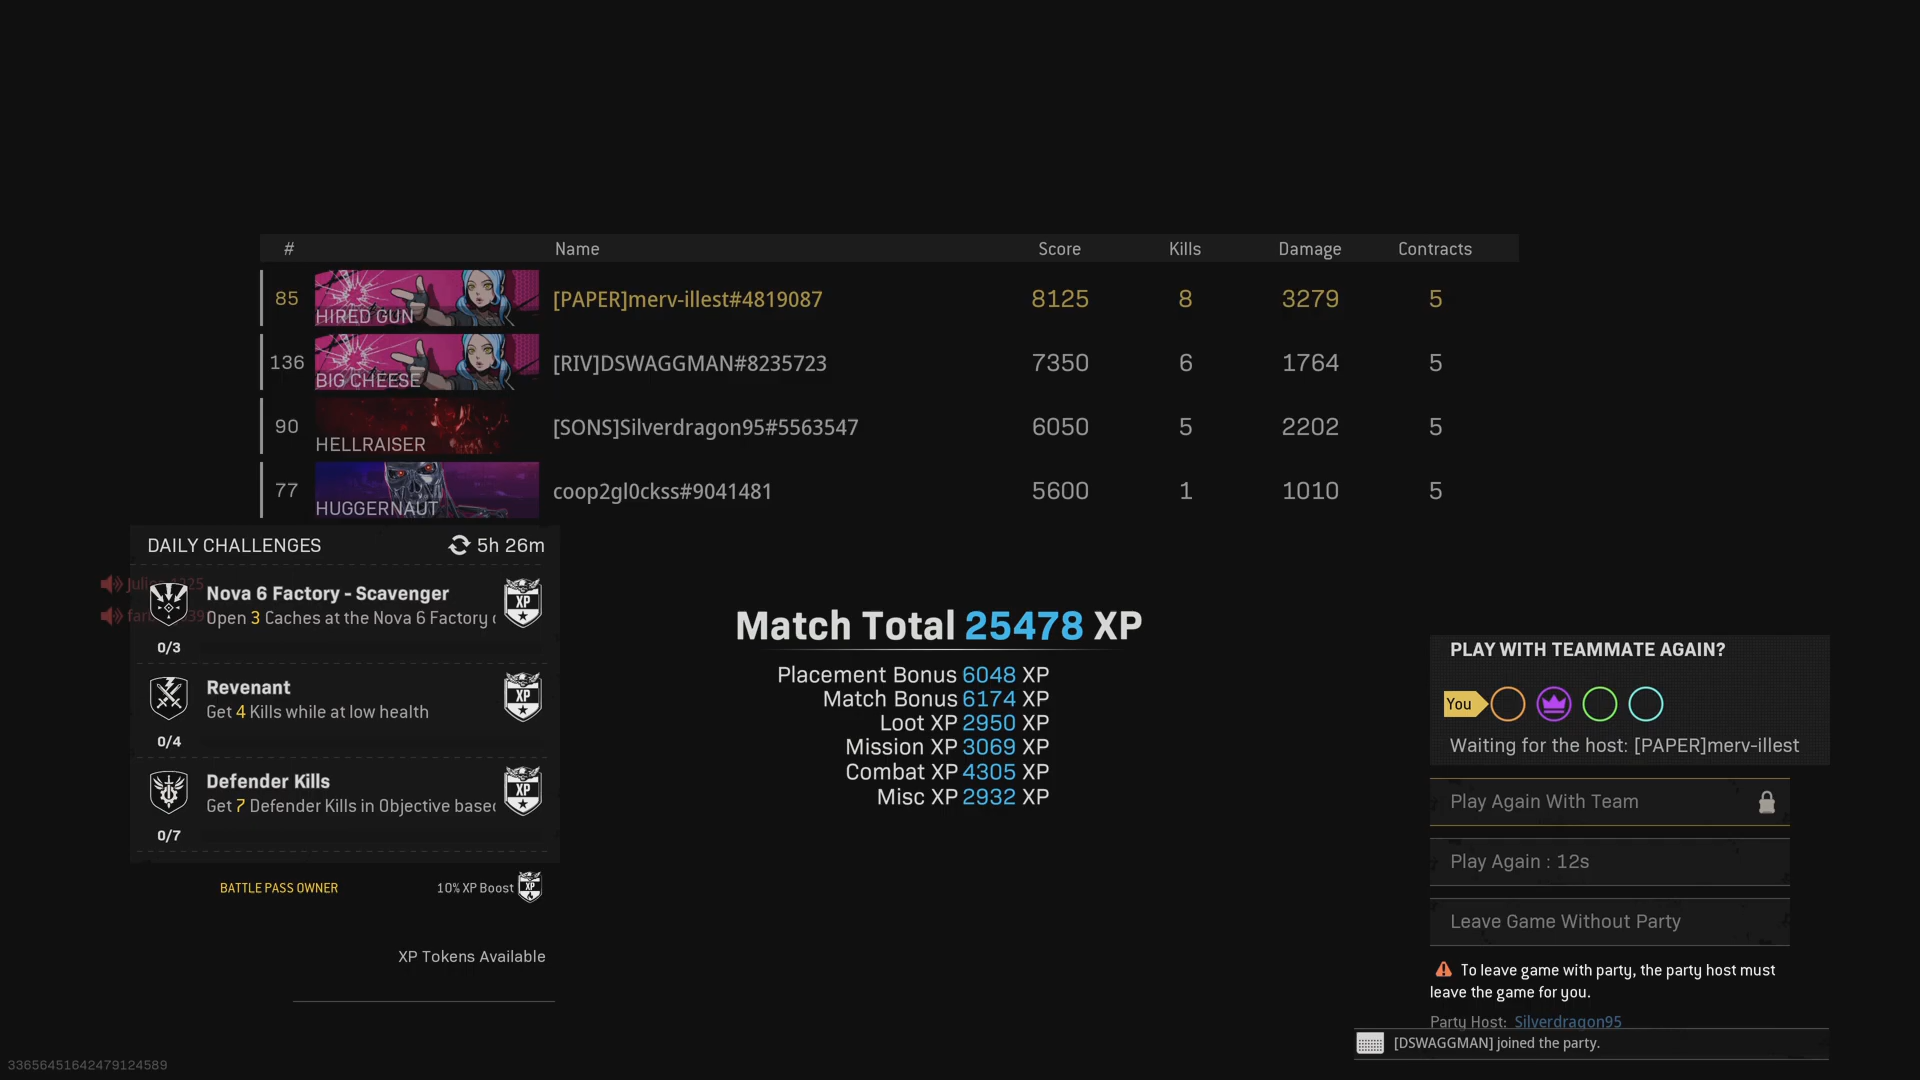 # Name Score Kills Damage Contracts
85 HIRED GUN [PAPER]merv-illest#4819087 8125 8 3279 5
136 BIG CHEESE [RIV]DSWAGGMAN#8235723 7350 6 1764 5
90 HELLRAISER [SONS]Silverdragon95#5563547 6050 5 2202 5
77 HUGGERNAUT coop2gl0ckss#9041481 5600 1 1010 5
DAILY CHALLENGES 5h 26m
Nova 6 Factory - Scavenger
XP
Open 3 Caches at the Nova 6 Factory
0/3
Revenant
XP
Get 4 Kills while at low health
0/4
Defender Kills
XP
Get 7 Defender Kills in Objective
0/7
BATTLE PASS OWNER 10% XP Boost XP
XP Tokens Available
Match Total 25478 XP
Placement Bonus 6048 XP
Match Bonus 6174 XP
Loot XP 2950 XP
Mission XP 3069 XP
Combat XP 4305 XP
Misc XP 2932 XP
PLAY WITH TEAMMATE AGAIN?
You
Waiting for the host: [PAPER]merv-illest
Play Again With Team
Play Again : 12s
Leave Game Without Party
To leave game with party, the party host must
leave the game for you.
Party Host: Silverdragon95
[DSWAGGMAN] joined the party.
33656451642479124589